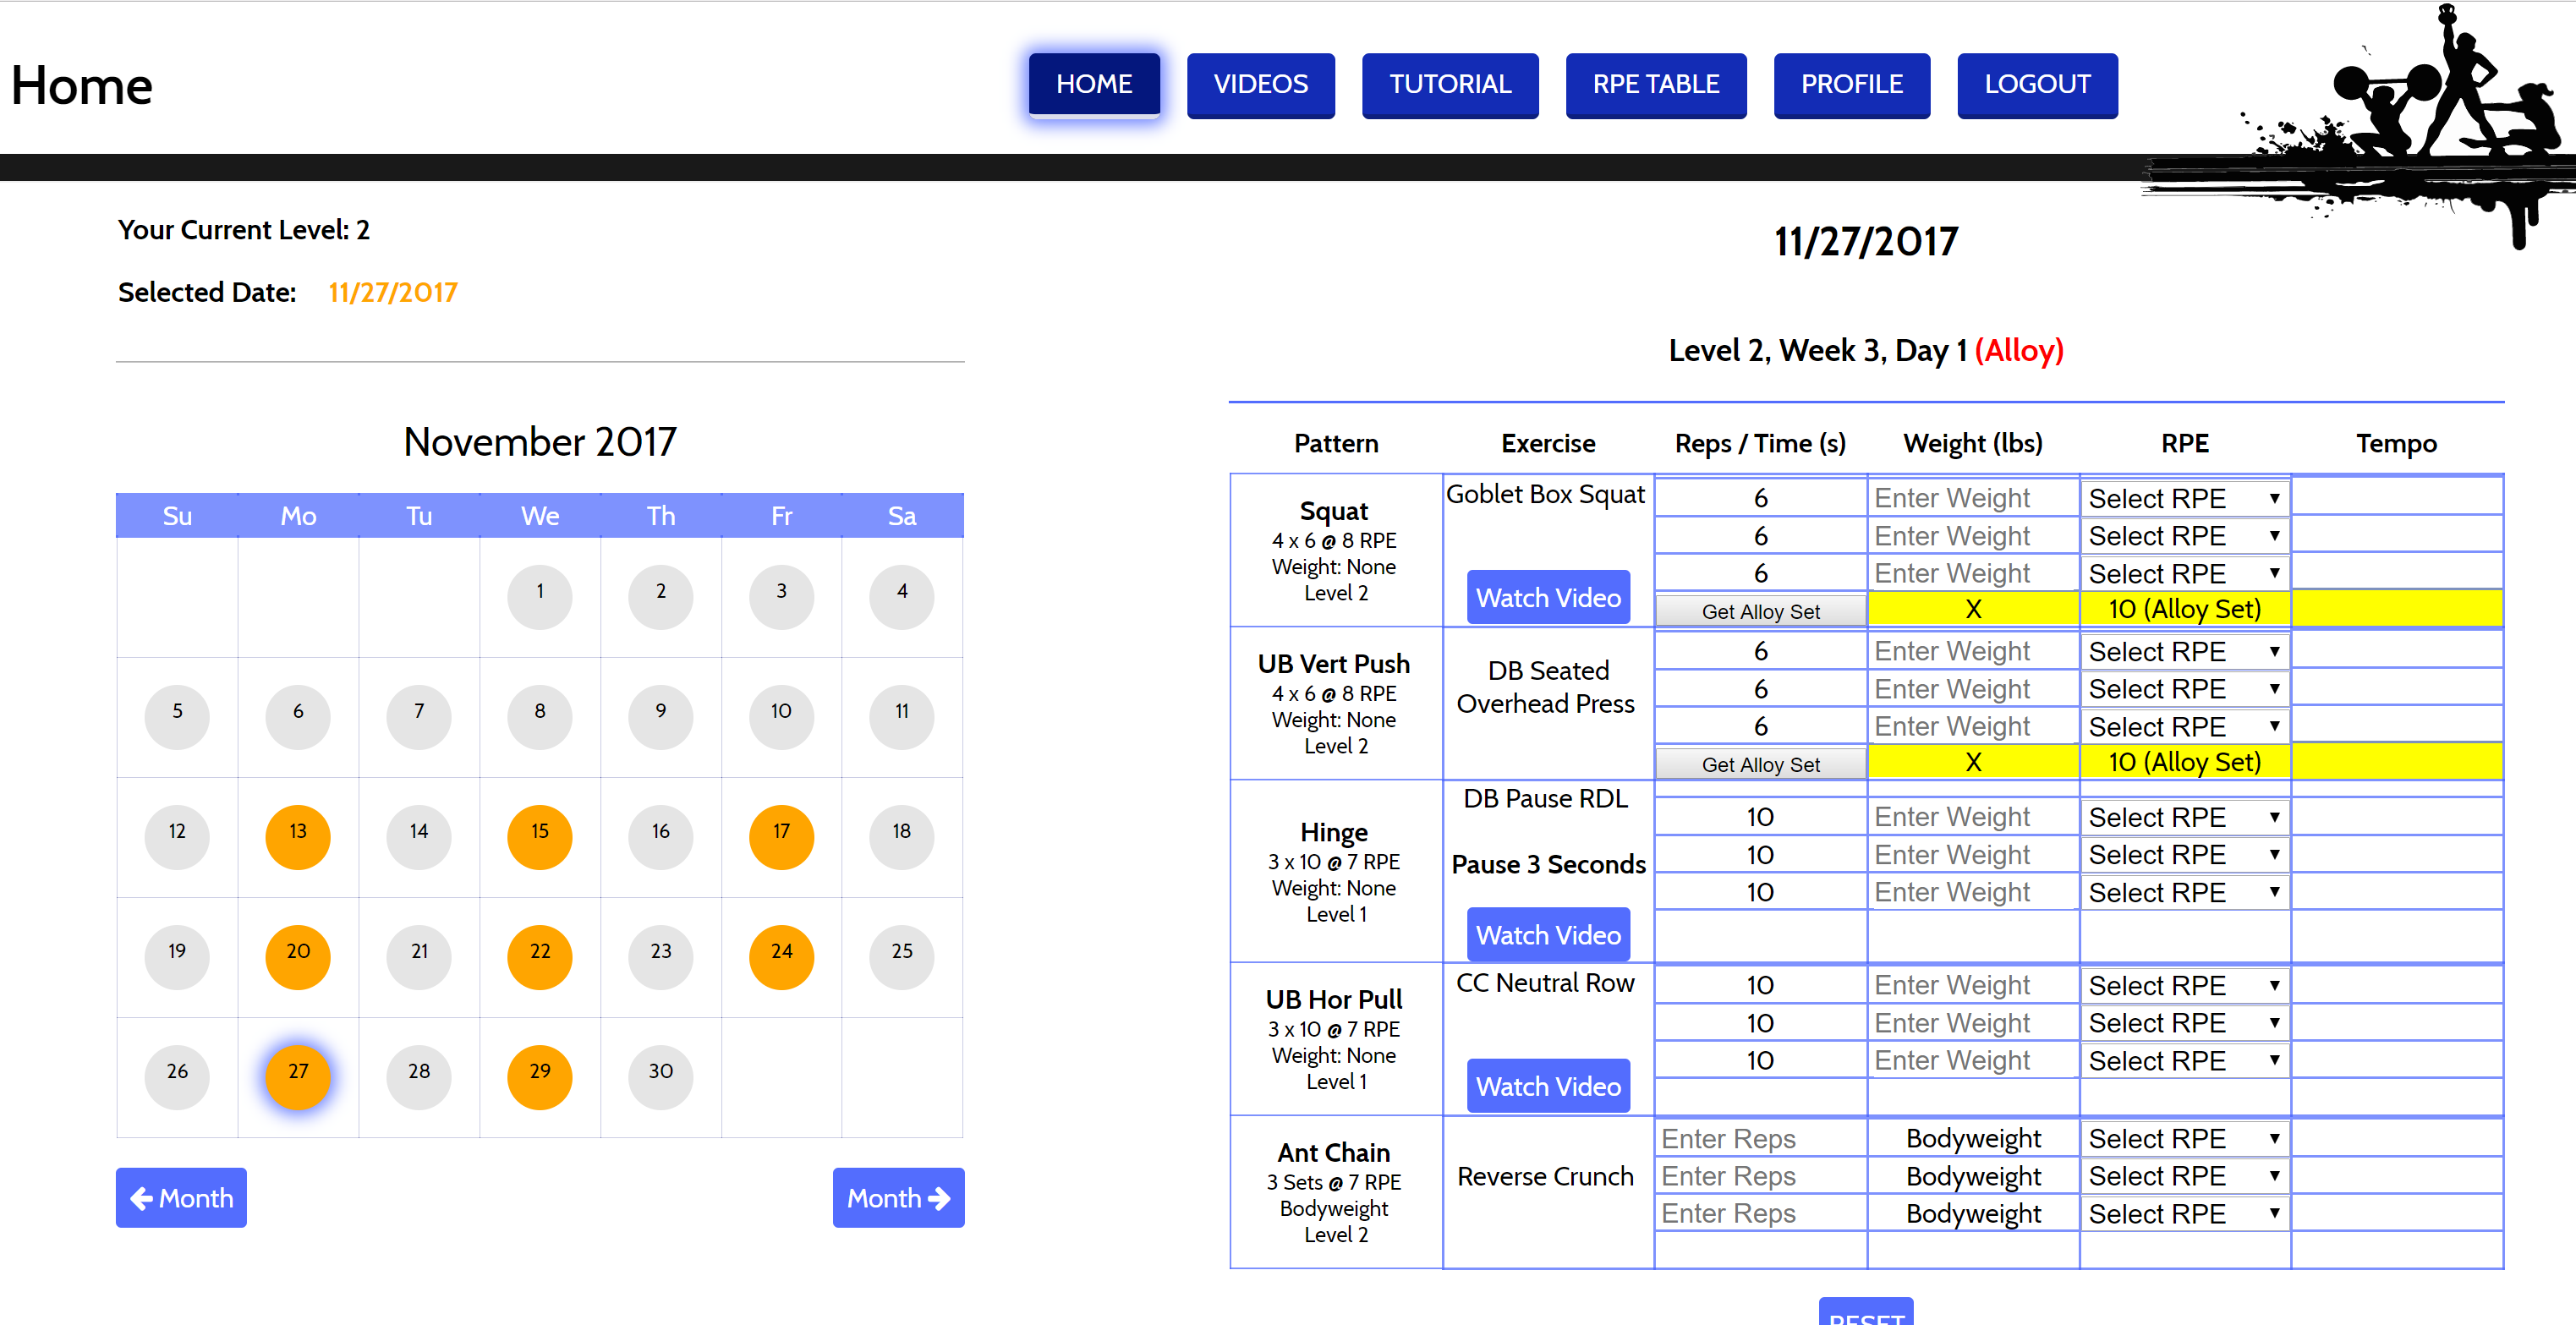 Home
HOME VIDEOS TUTORIAL RPE TABLE PROFILE LOGOUT
Your Current Level: 2
Selected Date: 11/27/2017
November 2017
Su Mo Tu We Th Fr Sa
1 2 3 4
5 6 7 8 9 10 11
12 13 14 15 16 17 18
19 20 21 22 23 24 25
26 27 28 29 30
Month Month
11/27/2017
Level 2, Week 3, Day 1 (Alloy)
Pattern Exercise Reps / Time (s) Weight (lbs) RPE Tempo
Squat
4 x 6 @ 8 RPE
Weight: None
Level 2
Goblet Box Squat
Watch Video
6 Enter Weight Select RPE
6 Enter Weight Select RPE
6 Enter Weight Select RPE
Get Alloy Set X 10 (Alloy Set)
UB Vert Push
4 x 6 @ 8 RPE
Weight: None
Level 2
DB Seated
Overhead Press
6 Enter Weight Select RPE
6 Enter Weight Select RPE
6 Enter Weight Select RPE
Get Alloy Set X 10 (Alloy Set)
Hinge
3 x 10 @ 7 RPE
Weight: None
Level 1
DB Pause RDL
Pause 3 Seconds
Watch Video
10 Enter Weight Select RPE
10 Enter Weight Select RPE
10 Enter Weight Select RPE
UB Hor Pull
3 x 10 @ 7 RPE
Weight: None
Level 1
CC Neutral Row
Watch Video
10 Enter Weight Select RPE
10 Enter Weight Select RPE
10 Enter Weight Select RPE
Ant Chain
3 Sets @ 7 RPE
Bodyweight
Level 2
Reverse Crunch
Enter Reps Bodyweight Select RPE
Enter Reps Bodyweight Select RPE
Enter Reps Bodyweight Select RPE
RESET